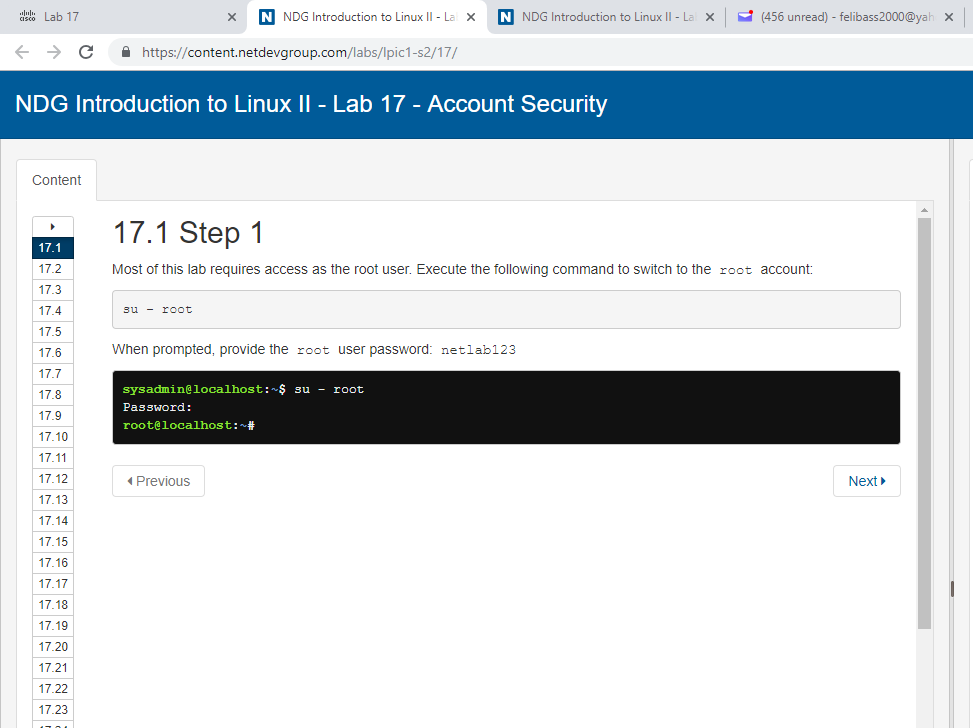 Lab 17
NDG Introduction to Linux II - La
NDG Introduction to Linux II - La
(456 unread) - felibass2000@yah
https://content.netdevgroup.com/labs/lpic1-s2/17/
NDG Introduction to Linux II - Lab 17 - Account Security
Content
17.1
17.2
17.3
17.4
17.5
17.6
17.7
17.8
17.9
17.10
17.11
17.12
17.13
17.14
17.15
17.16
17.17
17.18
17.19
17.20
17.21
17.22
17.23
17.1 Step 1
Most of this lab requires access as the root user. Execute the following command to switch to the root account:
su - root
When prompted, provide the root user password: netlab123
sysadmin@localhost:~$ su - root
Password:
root@localhost:~#
Previous
Next